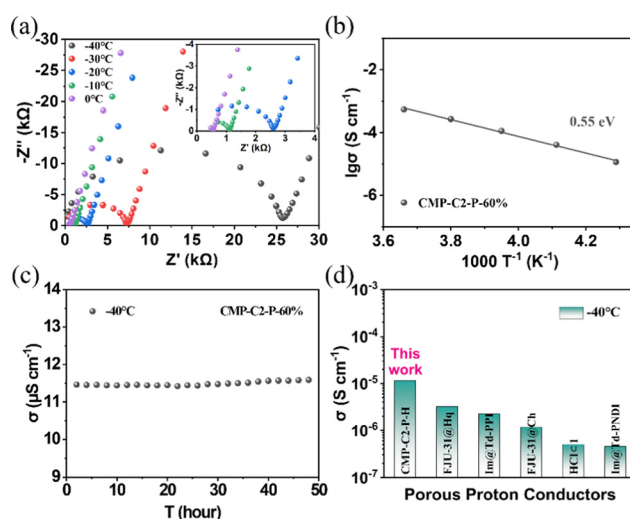 (a)
-30
-25
-20
-15
-10
-5
0
-Z'' (kΩ)
-40℃
-30℃
-20℃
-10℃
0℃
-4
-3
-2
-1
0
-Z'' (kΩ)
0 1 2 3 4
Z' (kΩ)
0 5 10 15 20 25 30
Z' (kΩ)
(b)
-2
-4
-6
lgσ (S cm⁻¹)
0.55 eV
CMP-C2-P-60%
3.6 3.8 4.0 4.2
1000 T⁻¹ (K⁻¹)
(c)
14
13
12
11
10
9
σ (μS cm⁻¹)
-40℃ CMP-C2-P-60%
0 10 20 30 40 50
T (hour)
(d)
10⁻³
10⁻⁴
10⁻⁵
10⁻⁶
10⁻⁷
σ (S cm⁻¹)
-40℃
This
work
CMP-C2-P-H
FJU-31@Hq
Im@Td-PPI
FJU-31@Ch
HCl⊂1
Im@Td-PNDI
Porous Proton Conductors